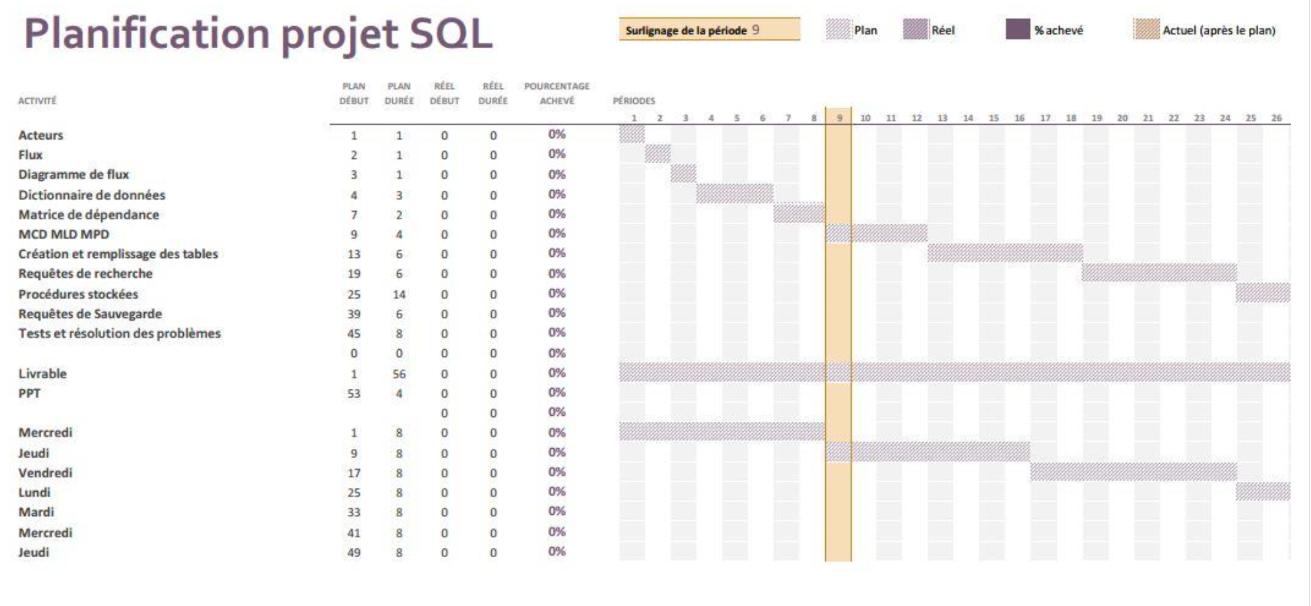 Planification projet SQL
Surlignage de la période 9 Plan Réel % achevé Actuel (après le plan)
PLAN PLAN RÉEL RÉEL POURCENTAGE
ACTIVITÉ DÉBUT DURÉE DÉBUT DURÉE ACHEVÉ PÉRIODES
1 2 3 4 5 6 7 8 9 10 11 12 13 14 15 16 17 18 19 20 21 22 23 24 25 26
Acteurs 1 1 0 0 0%
Flux 2 1 0 0 0%
Diagramme de flux 3 1 0 0 0%
Dictionnaire de données 4 3 0 0 0%
Matrice de dépendance 7 2 0 0 0%
MCD MLD MPD 9 4 0 0 0%
Création et remplissage des tables 13 6 0 0 0%
Requêtes de recherche 19 6 0 0 0%
Procédures stockées 25 14 0 0 0%
Requêtes de Sauvegarde 39 6 0 0 0%
Tests et résolution des problèmes 45 8 0 0 0%
0 0 0 0 0%
Livrable 1 56 0 0 0%
PPT 53 4 0 0 0%
0 0 0%
Mercredi 1 8 0 0 0%
Jeudi 9 8 0 0 0%
Vendredi 17 8 0 0 0%
Lundi 25 8 0 0 0%
Mardi 33 8 0 0 0%
Mercredi 41 8 0 0 0%
Jeudi 49 8 0 0 0%